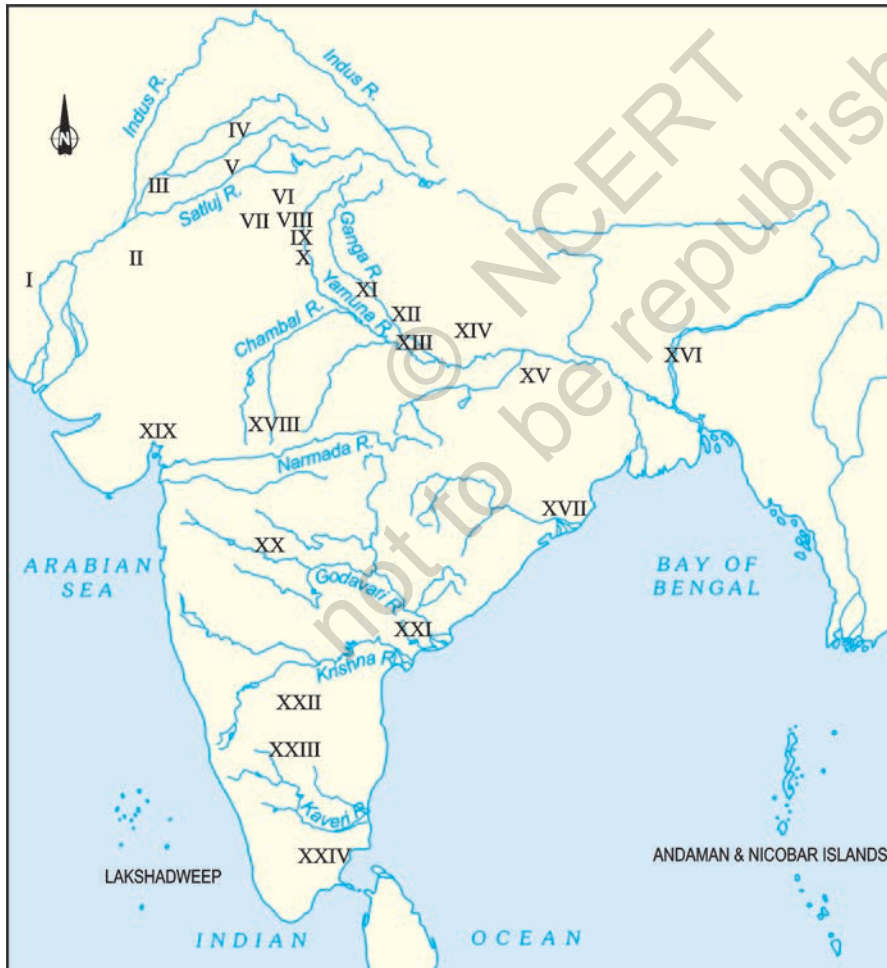 Indus R.
Indus R.
N
IV
V
III
Satluj R.
VI
VII
VIII
IX
X
II
I
Ganga R.
XI
Yamuna R.
XII
Chambal R.
XIII
XIV
XV
XVI
XVIII
XIX
Narmada R.
XVII
XX
ARABIAN
SEA
BAY OF
BENGAL
Godavari R.
XXI
Krishna R.
XXII
XXIII
Kaveri R.
XXIV
LAKSHADWEEP
ANDAMAN & NICOBAR ISLANDS
INDIAN OCEAN
© NCERT
not to be republish